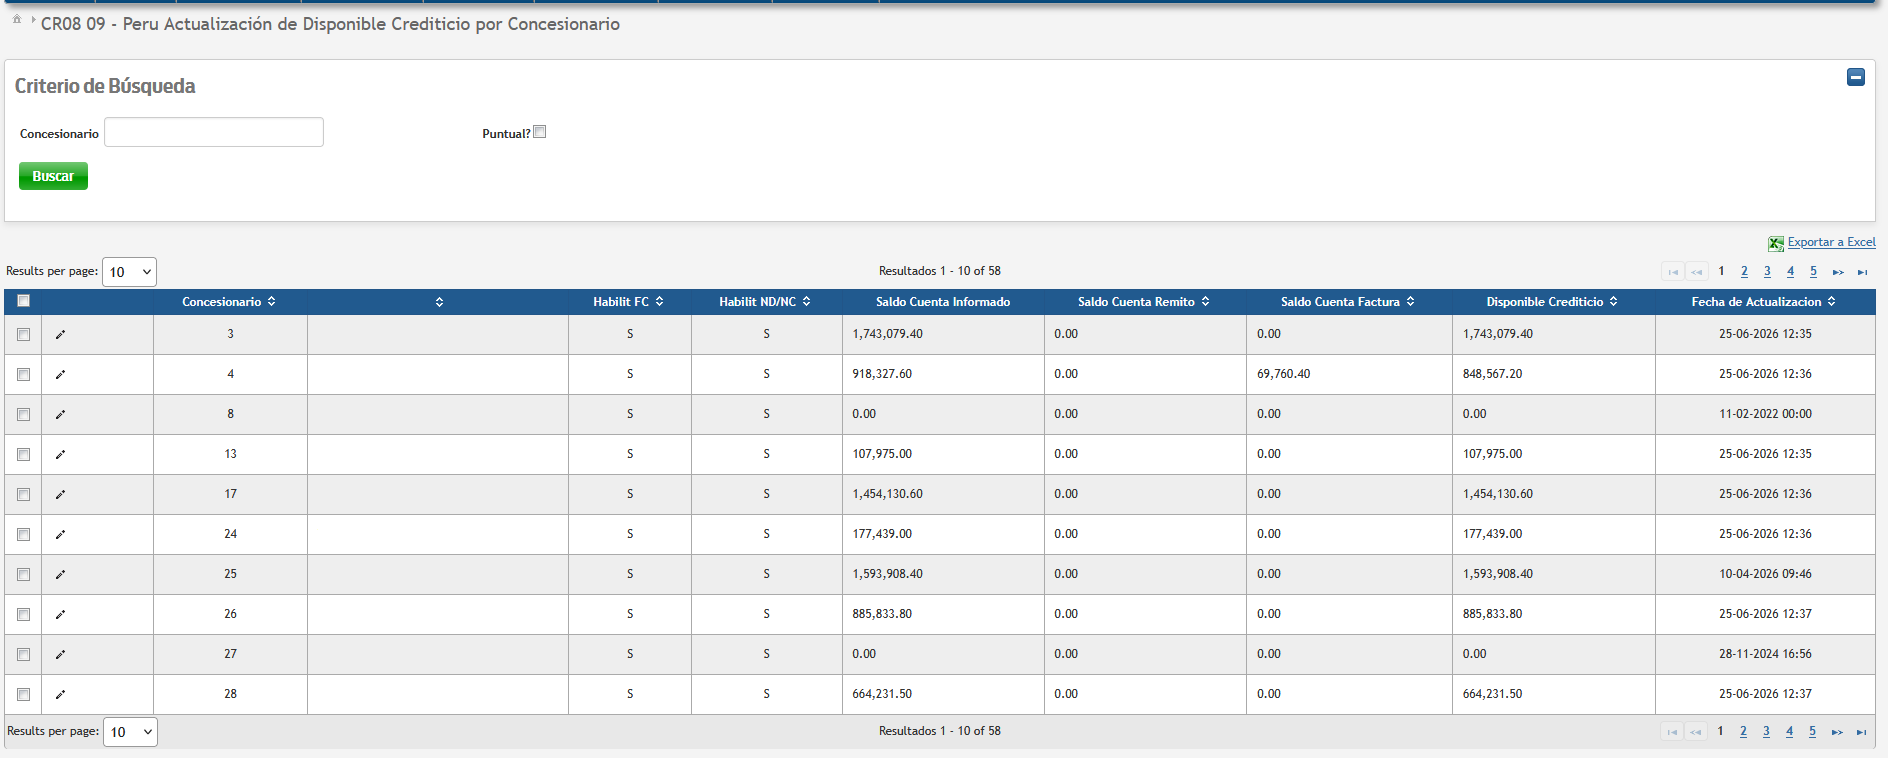 CR08 09 - Peru Actualización de Disponible Crediticio por Concesionario
Criterio de Búsqueda
Concesionario Puntual?
Buscar
Exportar a Excel
Results per page: 10 Resultados 1 - 10 of 58 1 2 3 4 5
Concesionario Habilit FC Habilit ND/NC Saldo Cuenta Informado Saldo Cuenta Remito Saldo Cuenta Factura Disponible Crediticio Fecha de Actualizacion
3 S S 1,743,079.40 0.00 0.00 1,743,079.40 25-06-2026 12:35
4 S S 918,327.60 0.00 69,760.40 848,567.20 25-06-2026 12:36
8 S S 0.00 0.00 0.00 0.00 11-02-2022 00:00
13 S S 107,975.00 0.00 0.00 107,975.00 25-06-2026 12:35
17 S S 1,454,130.60 0.00 0.00 1,454,130.60 25-06-2026 12:36
24 S S 177,439.00 0.00 0.00 177,439.00 25-06-2026 12:36
25 S S 1,593,908.40 0.00 0.00 1,593,908.40 10-04-2026 09:46
26 S S 885,833.80 0.00 0.00 885,833.80 25-06-2026 12:37
27 S S 0.00 0.00 0.00 0.00 28-11-2024 16:56
28 S S 664,231.50 0.00 0.00 664,231.50 25-06-2026 12:37
Results per page: 10 Resultados 1 - 10 of 58 1 2 3 4 5